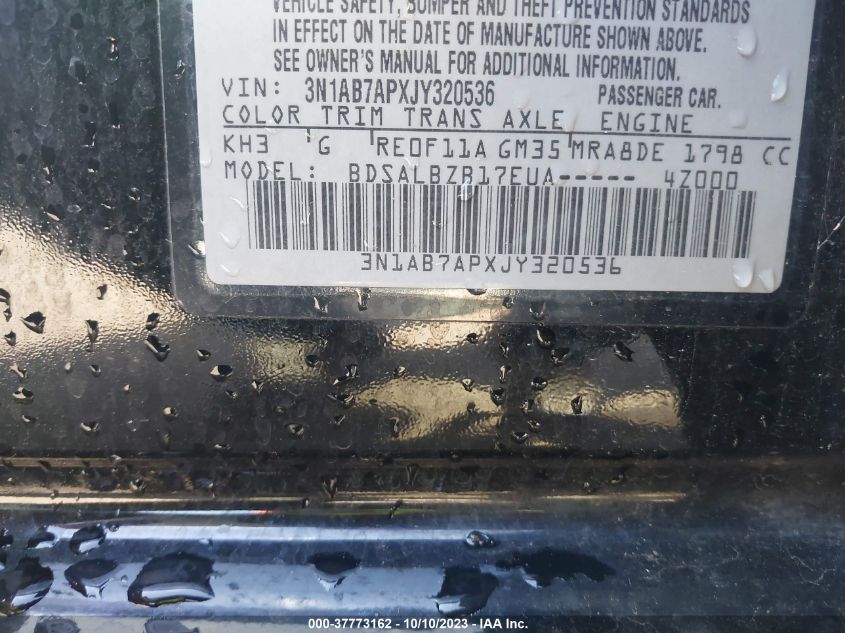 VEHICLE SAFETY, BUMPER AND THEFT PREVENTION STANDARDS
IN EFFECT ON THE DATE OF MANUFACTURE SHOWN ABOVE.
SEE OWNER'S MANUAL FOR ADDITIONAL INFORMATION.
VIN: 3N1AB7APXJY320536 PASSENGER CAR.
COLOR TRIM TRANS AXLE ENGINE
KH3 G RE0F11A GM35 MRA8DE 1798 CC
MODEL: BDSALBZB17EUA----- 4Z000
3N1AB7APXJY320536
000-37773162 - 10/10/2023 - IAA Inc.